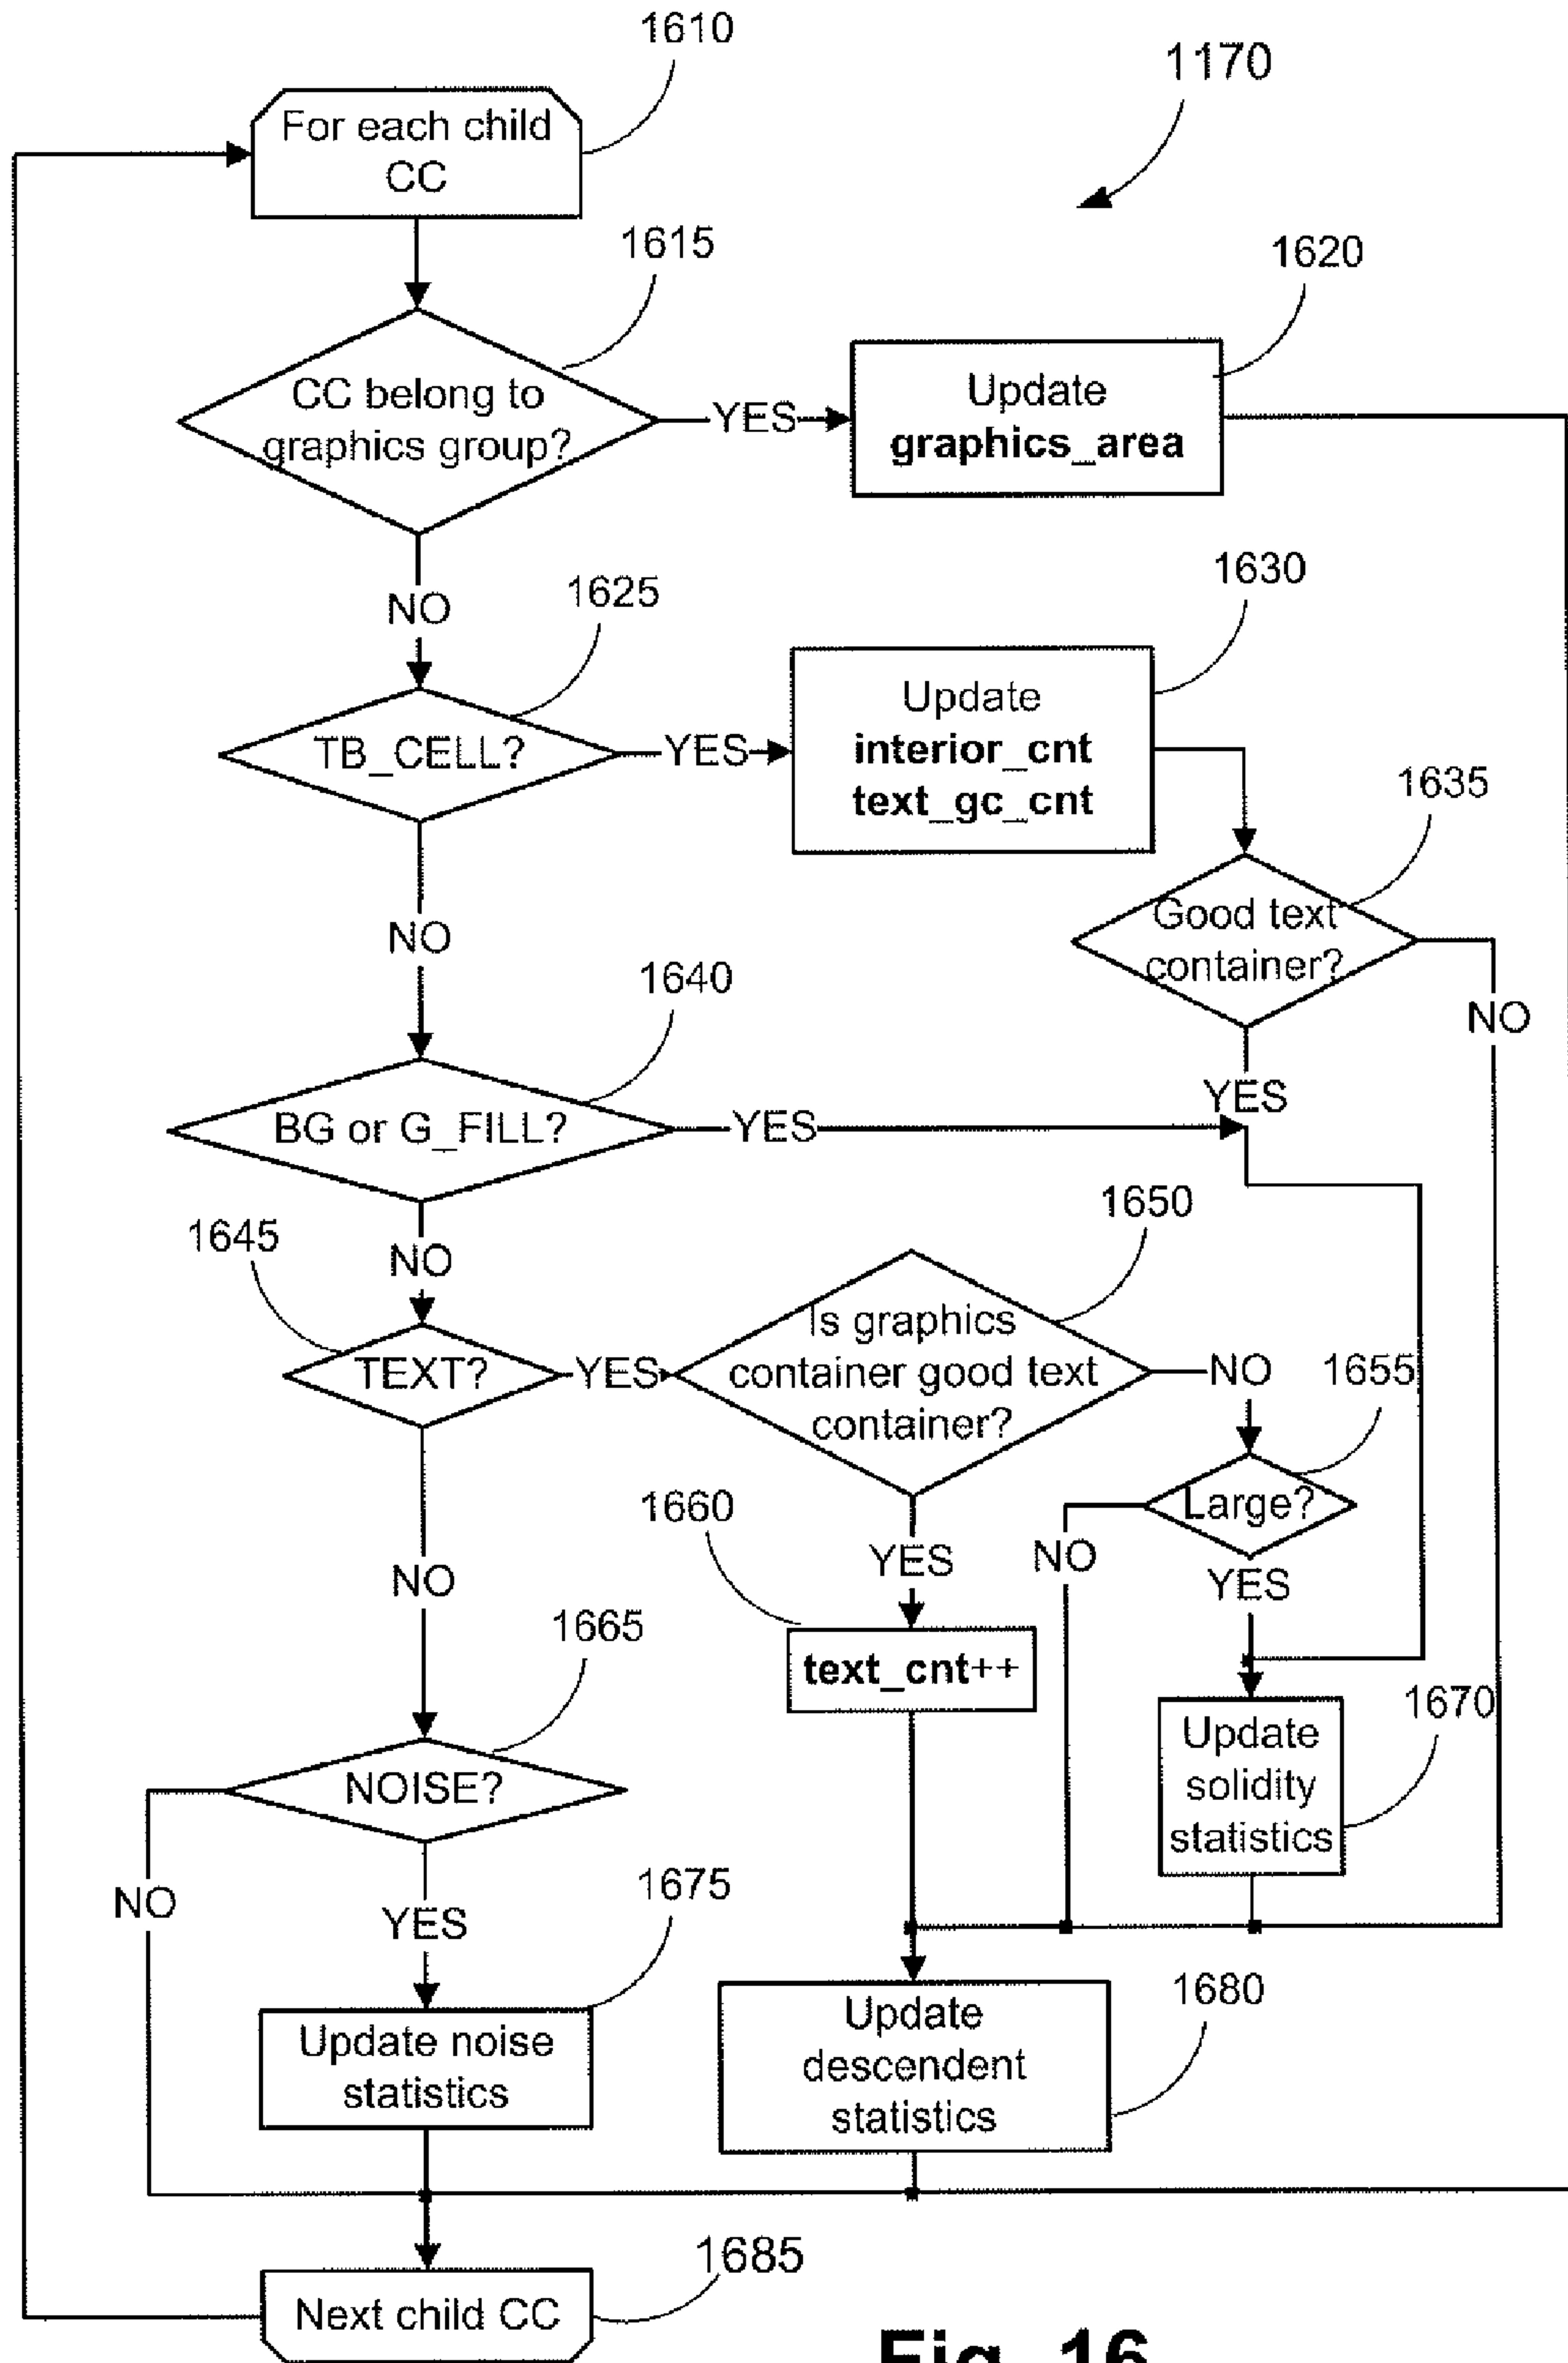 1610
1170
For each child
CC
1615
1620
CC belong to
graphics group?
YES
Update
graphics_area
NO
1625
1630
TB_CELL?
YES
Update
interior_cnt
text_gc_cnt
1635
Good text
container?
NO
NO
1640
YES
BG or G_FILL?
YES
1650
1645
NO
Is graphics
container good text
container?
TEXT?
YES
NO
1655
Large?
1660
YES
NO
YES
NO
1665
text_cnt++
1670
Update
solidity
statistics
NOISE?
NO
1675
YES
1680
Update noise
statistics
Update
descendent
statistics
1685
Next child CC
Fig. 16